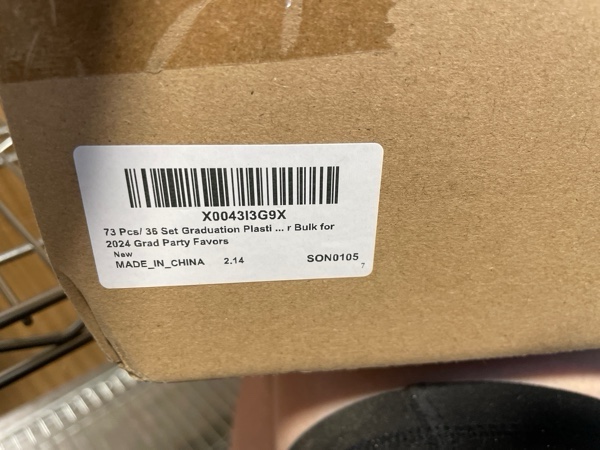 X0043I3G9X
73 Pcs/ 36 Set Graduation Plasti ... r Bulk for
2024 Grad Party Favors
New
MADE_IN_CHINA 2.14 SON0105
7